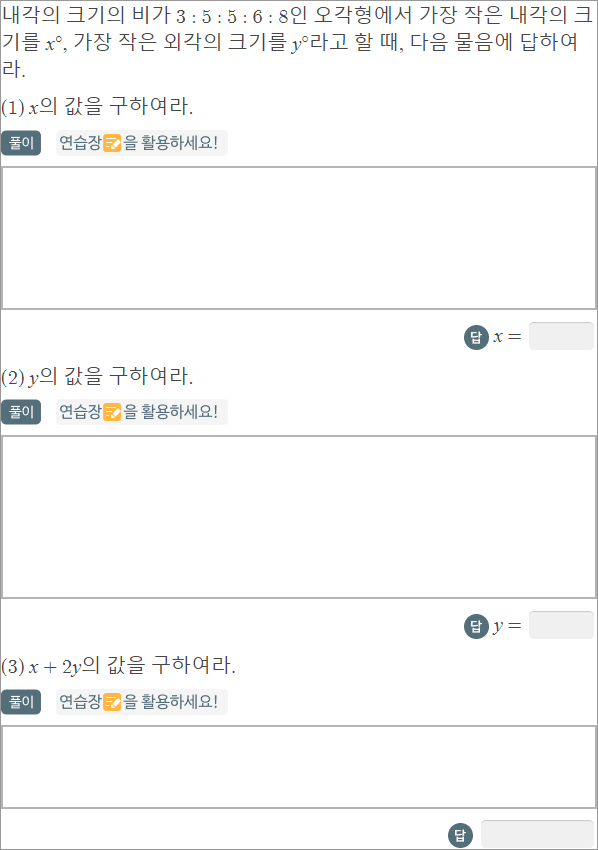 내각의 크기의 비가 3 : 5 : 5 : 6 : 8인 오각형에서 가장 작은 내각의 크
기를 x°, 가장 작은 외각의 크기를 y°라고 할 때, 다음 물음에 답하여
라.
(1) x의 값을 구하여라.
풀이 연습장을 활용하세요!
답 x =
(2) y의 값을 구하여라.
풀이 연습장을 활용하세요!
답 y =
(3) x + 2y의 값을 구하여라.
풀이 연습장을 활용하세요!
답